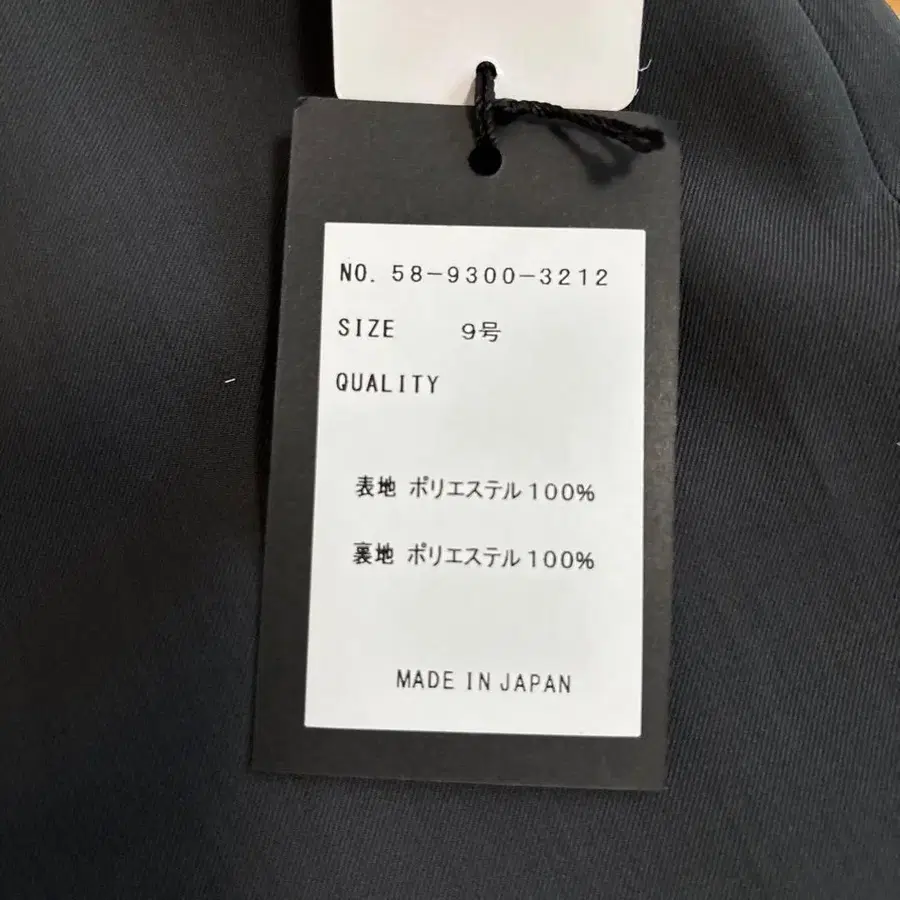 NO. 58-9300-3212
SIZE 9号
QUALITY
表地 ポリエステル100%
裏地 ポリエステル100%
MADE IN JAPAN